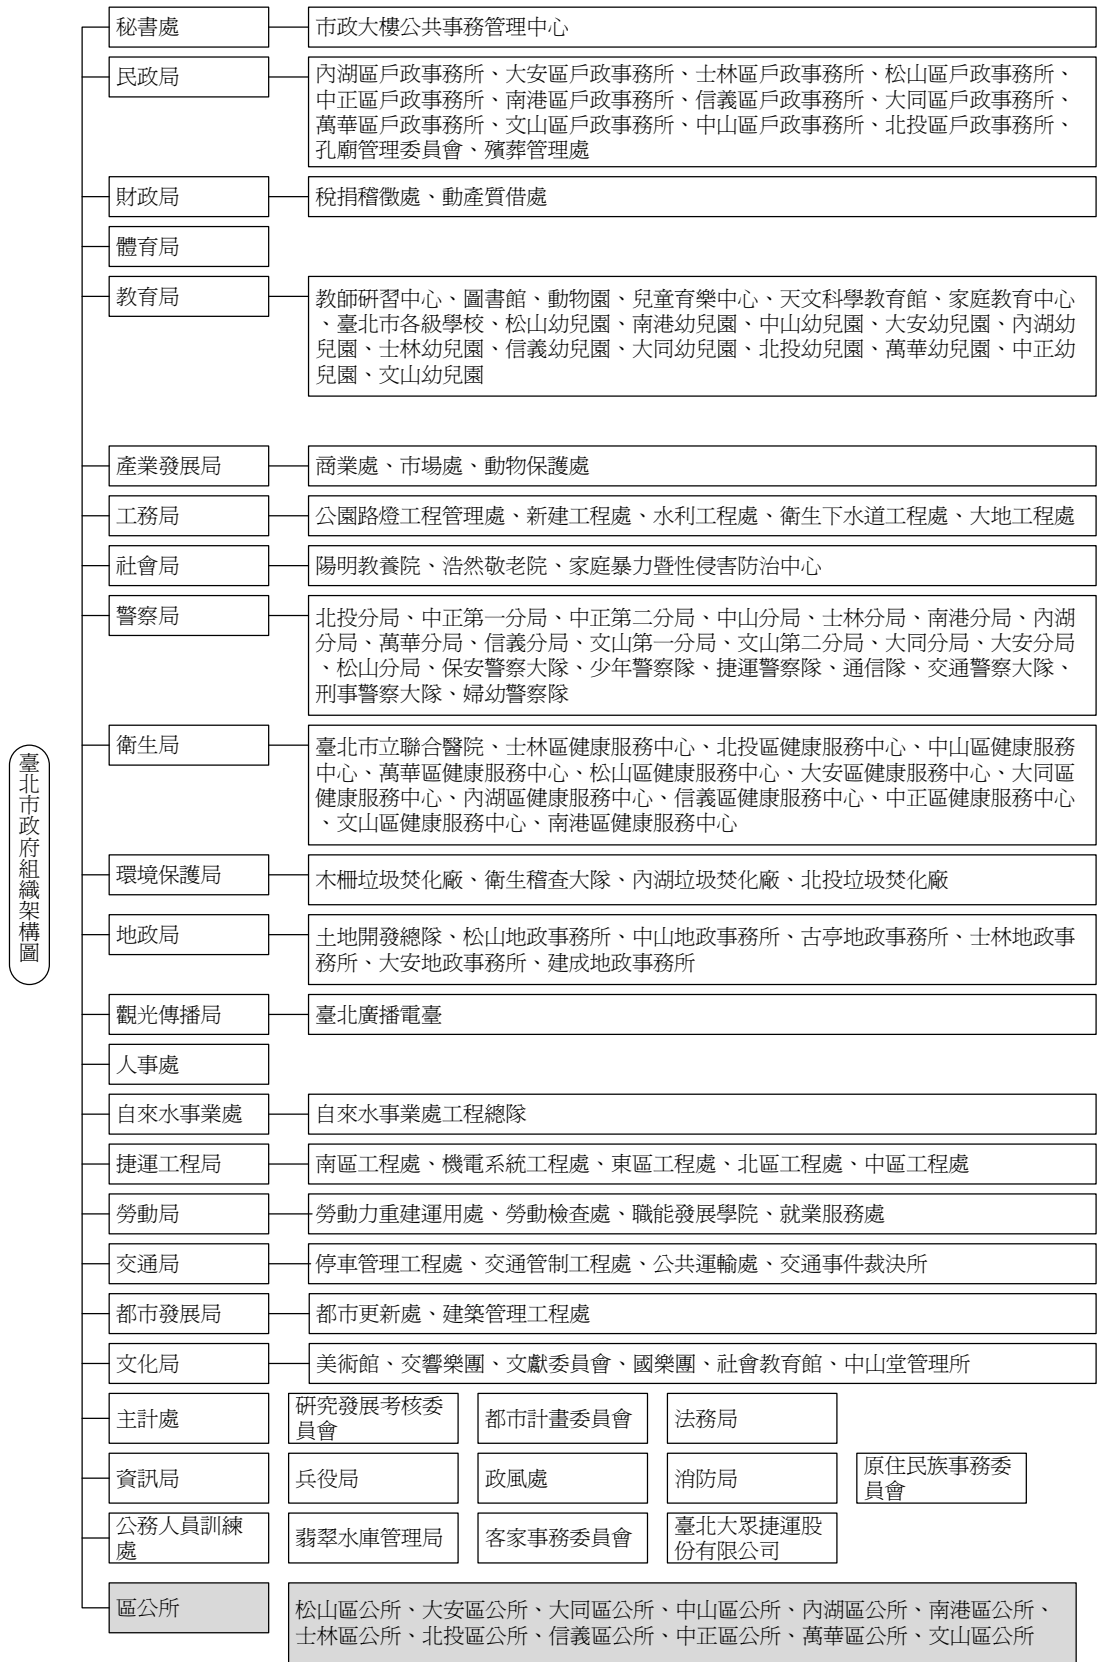 臺北市政府組織架構圖
秘書處
市政大樓公共事務管理中心
民政局
內湖區戶政事務所、大安區戶政事務所、士林區戶政事務所、松山區戶政事務所、
中正區戶政事務所、南港區戶政事務所、信義區戶政事務所、大同區戶政事務所、
萬華區戶政事務所、文山區戶政事務所、中山區戶政事務所、北投區戶政事務所、
孔廟管理委員會、殯葬管理處
財政局
稅捐稽徵處、動產質借處
體育局
教育局
教師研習中心、圖書館、動物園、兒童育樂中心、天文科學教育館、家庭教育中心
、臺北市各級學校、松山幼兒園、南港幼兒園、中山幼兒園、大安幼兒園、內湖幼
兒園、士林幼兒園、信義幼兒園、大同幼兒園、北投幼兒園、萬華幼兒園、中正幼
兒園、文山幼兒園
產業發展局
商業處、市場處、動物保護處
工務局
公園路燈工程管理處、新建工程處、水利工程處、衛生下水道工程處、大地工程處
社會局
陽明教養院、浩然敬老院、家庭暴力暨性侵害防治中心
警察局
北投分局、中正第一分局、中正第二分局、中山分局、士林分局、南港分局、內湖
分局、萬華分局、信義分局、文山第一分局、文山第二分局、大同分局、大安分局
、松山分局、保安警察大隊、少年警察隊、捷運警察隊、通信隊、交通警察大隊、
刑事警察大隊、婦幼警察隊
衛生局
臺北市立聯合醫院、士林區健康服務中心、北投區健康服務中心、中山區健康服務
中心、萬華區健康服務中心、松山區健康服務中心、大安區健康服務中心、大同區
健康服務中心、內湖區健康服務中心、信義區健康服務中心、中正區健康服務中心
、文山區健康服務中心、南港區健康服務中心
環境保護局
木柵垃圾焚化廠、衛生稽查大隊、內湖垃圾焚化廠、北投垃圾焚化廠
地政局
土地開發總隊、松山地政事務所、中山地政事務所、古亭地政事務所、士林地政事
務所、大安地政事務所、建成地政事務所
觀光傳播局
臺北廣播電臺
人事處
自來水事業處
自來水事業處工程總隊
捷運工程局
南區工程處、機電系統工程處、東區工程處、北區工程處、中區工程處
勞動局
勞動力重建運用處、勞動檢查處、職能發展學院、就業服務處
交通局
停車管理工程處、交通管制工程處、公共運輸處、交通事件裁決所
都市發展局
都市更新處、建築管理工程處
文化局
美術館、交響樂團、文獻委員會、國樂團、社會教育館、中山堂管理所
主計處
研究發展考核委
員會
都市計畫委員會
法務局
資訊局
兵役局
政風處
消防局
原住民族事務委
員會
公務人員訓練
處
翡翠水庫管理局
客家事務委員會
臺北大眾捷運股
份有限公司
區公所
松山區公所、大安區公所、大同區公所、中山區公所、內湖區公所、南港區公所、
士林區公所、北投區公所、信義區公所、中正區公所、萬華區公所、文山區公所